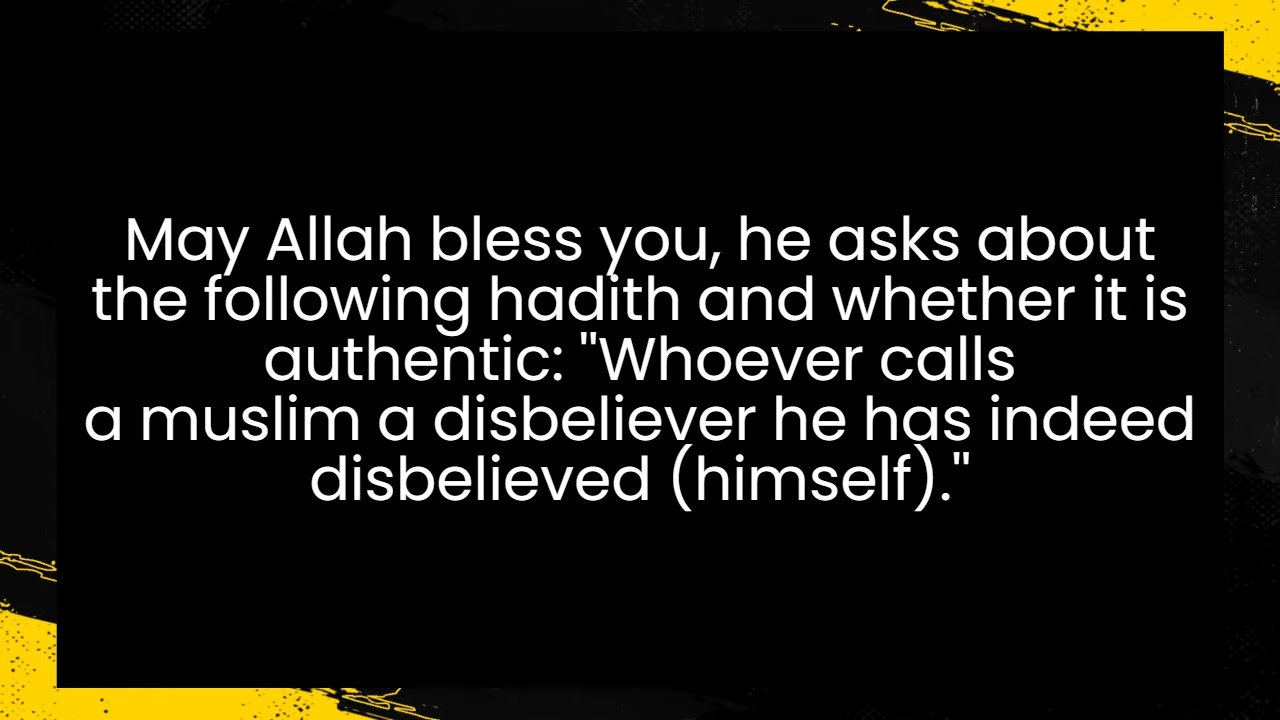 May Allah bless you, he asks about
the following hadith and whether it is
authentic: "Whoever calls
a muslim a disbeliever he has indeed
disbelieved (himself)."